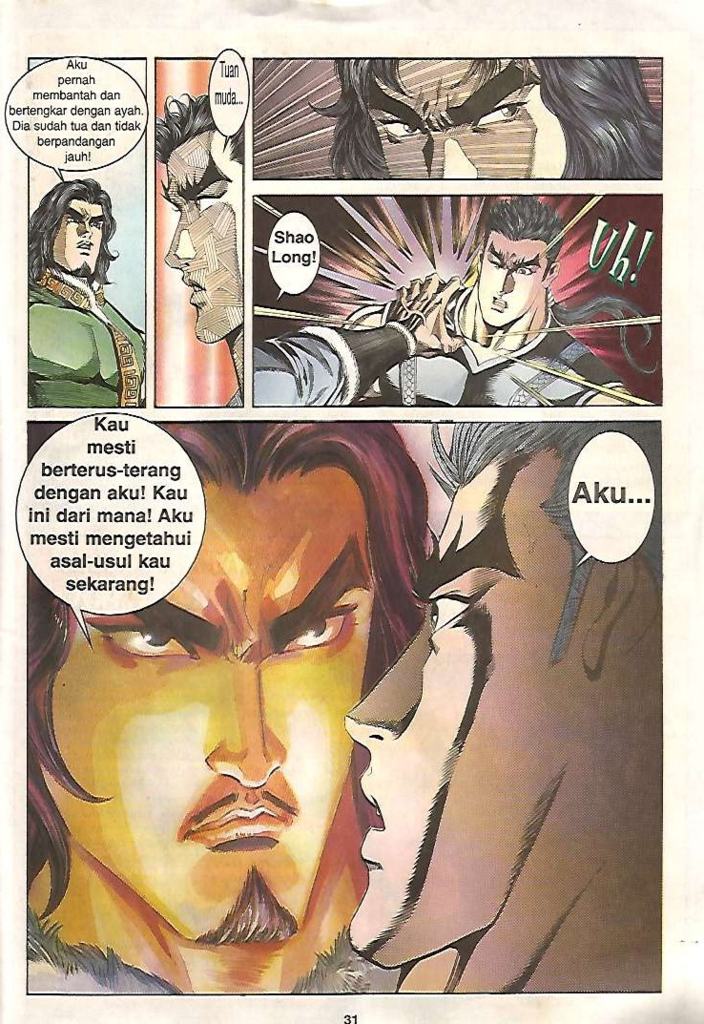 Aku
pernah
membantah dan
bertengkar dengan ayah.
Dia sudah tua dan tidak
berpandangan
jauh!
Tuan
muda...
Shao
Long!
Uh!
Kau
mesti
berterus-terang
dengan aku! Kau
ini dari mana! Aku
mesti mengetahui
asal-usul kau
sekarang!
Aku...
31